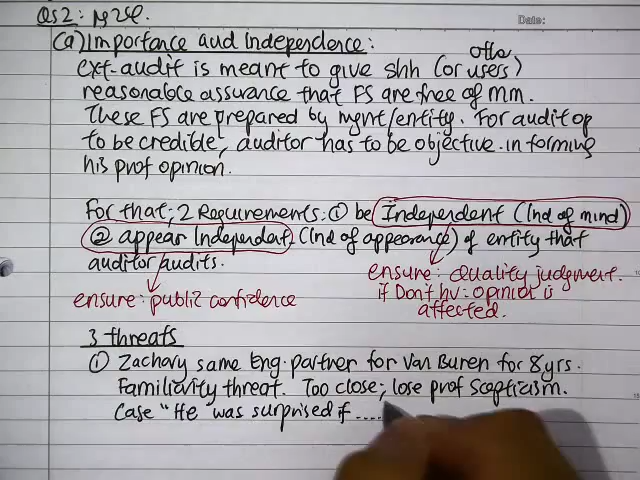 Qs2: Mgsf.
Date:
(a) Importance and Independence:
ext-audit is meant to give shh (or other users)
reasonable assurance that FS are free of mm.
These FS are prepared by mgmt/entity. For audit op
to be credible, auditor has to be objective in forming
his prof opinion.
For that; 2 Requirements: ① be Independent (Ind of mind)
② appear Independent (Ind of appearance) of entity that
auditor audits.
ensure: quality judgment.
if Don't hv: opinion is
affected.
ensure: public confidence
3 threats
① Zachary same Eng. partner for Van Buren for 8 yrs.
Familiarity threat. Too close; lose prof Scepticism.
Case "He" was surprised if ....